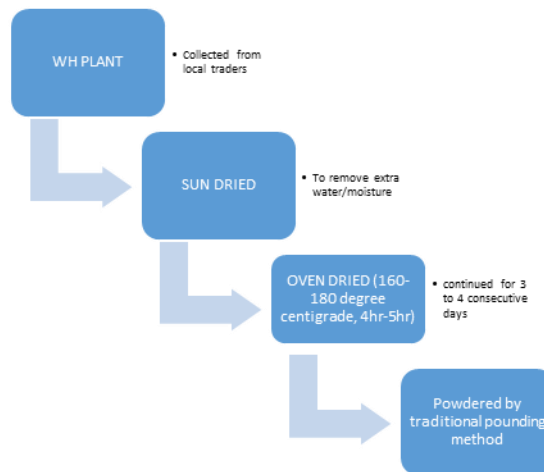 WH PLANT
• Collected from
local traders
SUN DRIED
• To remove extra
water/moisture
OVEN DRIED (160-
180 degree
centigrade, 4hr-5hr)
• continued for 3
to 4 consecutive
days
Powdered by
traditional pounding
method